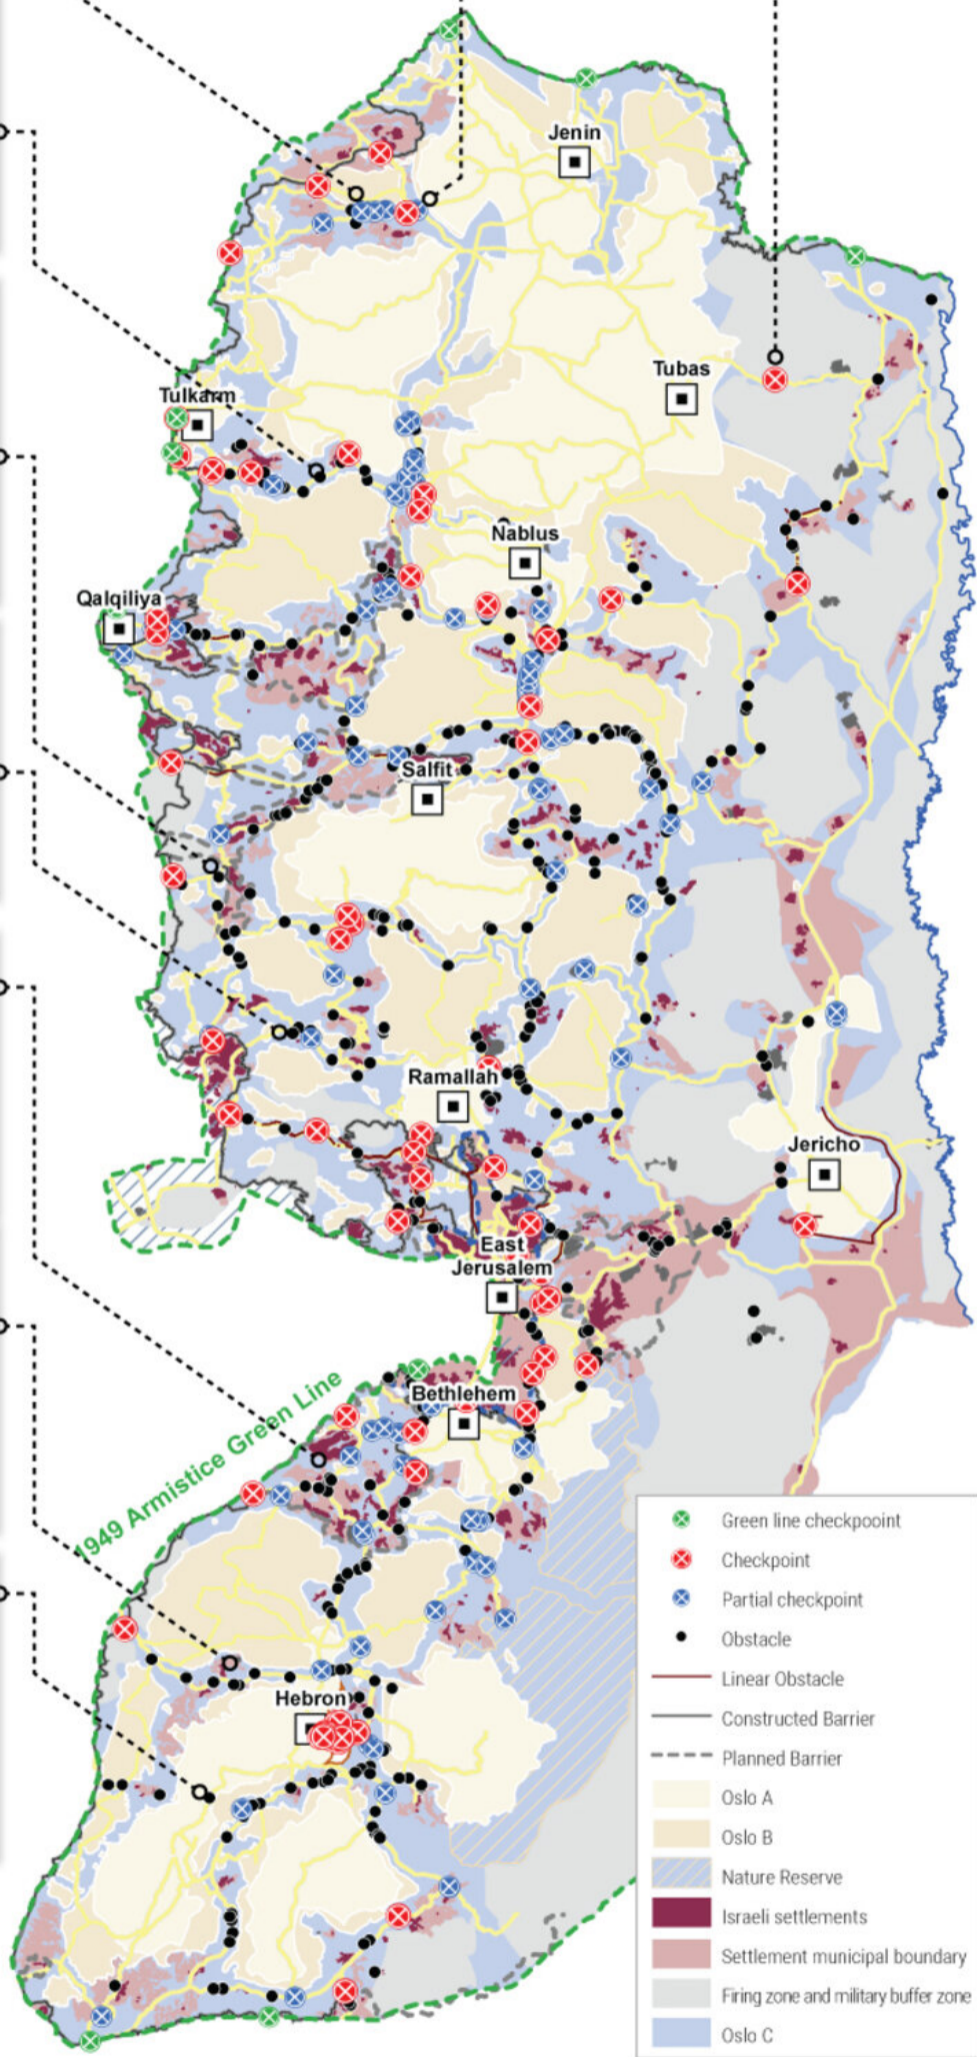 Jenin
Tubas
Tulkarm
Nablus
Qalqiliya
Salfit
Ramallah
Jericho
East
Jerusalem
1949 Armistice Green Line
Bethlehem
Hebron
Green line checkpooint
Checkpoint
Partial checkpoint
Obstacle
Linear Obstacle
Constructed Barrier
Planned Barrier
Oslo A
Oslo B
Nature Reserve
Israeli settlements
Settlement municipal boundary
Firing zone and military buffer zone
Oslo C